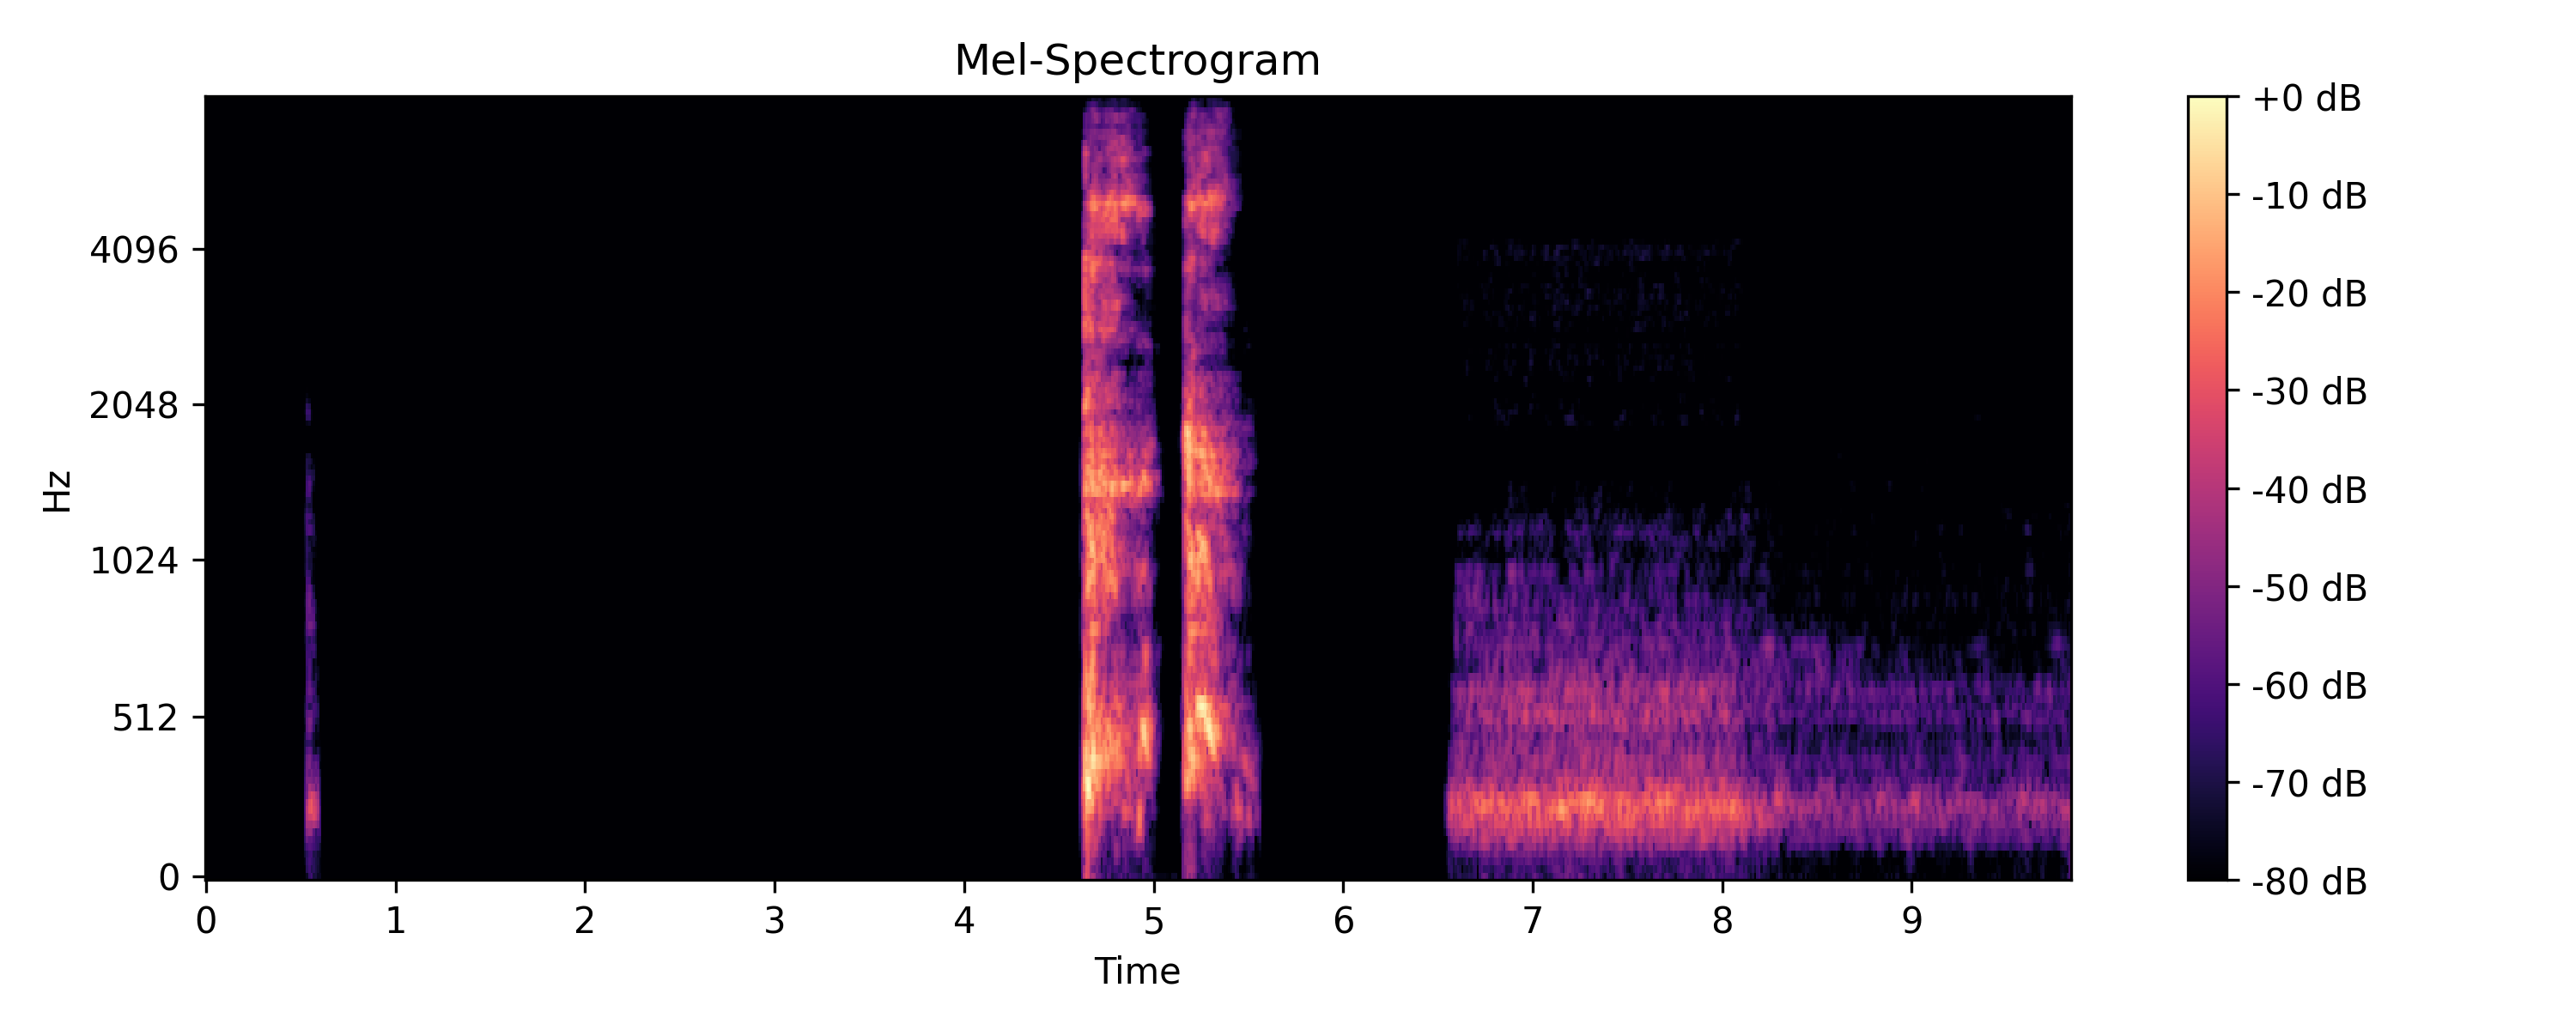 Mel-Spectrogram
+0 dB
-10 dB
-20 dB
-30 dB
-40 dB
-50 dB
-60 dB
-70 dB
-80 dB
4096
2048
1024
512
0
Hz
0 1 2 3 4 5 6 7 8 9
Time